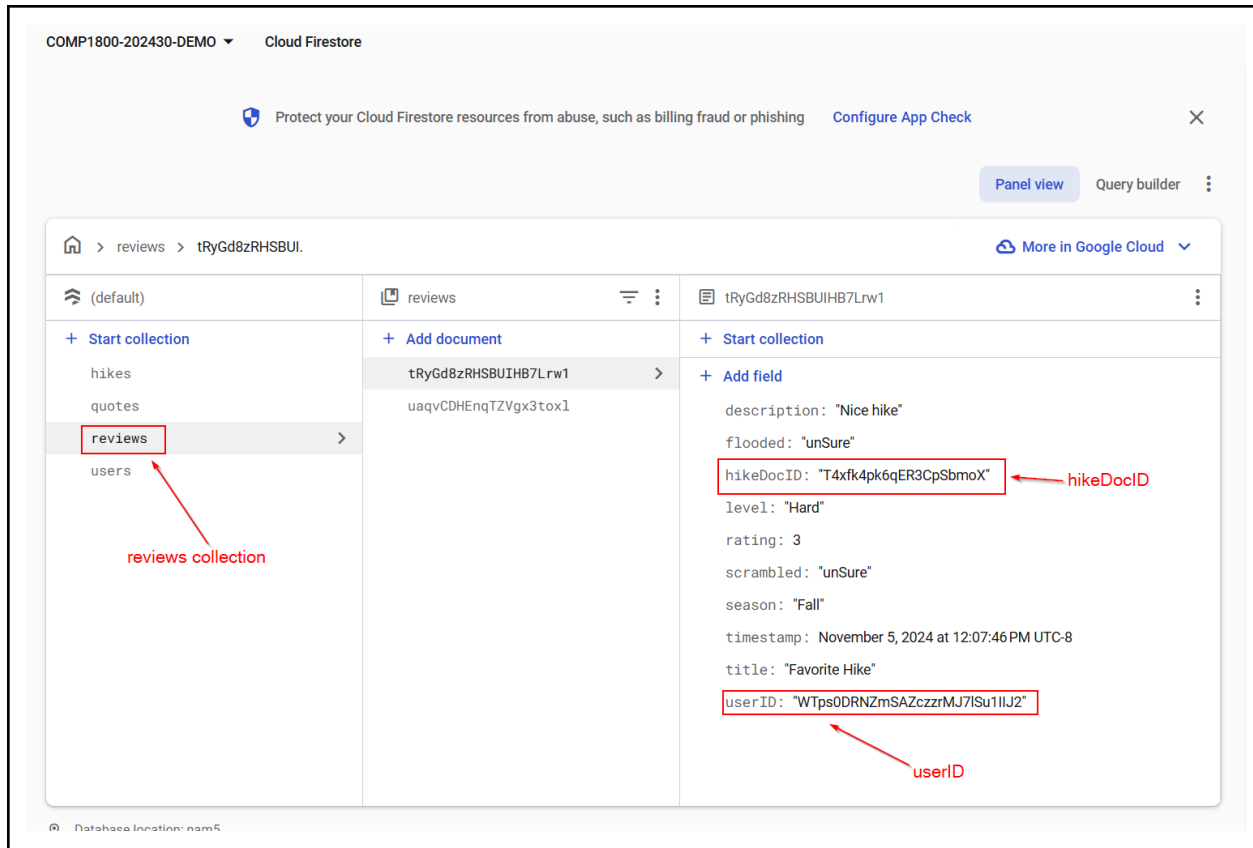 COMP1800-202430-DEMO Cloud Firestore
Protect your Cloud Firestore resources from abuse, such as billing fraud or phishing Configure App Check
Panel view Query builder
> reviews > tRyGd8zRHSBUI.
More in Google Cloud
(default)
+ Start collection
hikes
quotes
reviews
users
reviews collection
reviews
+ Add document
tRyGd8zRHSBUIHB7Lrw1
uaqvCDHEnqTZVgx3toxl
tRyGd8zRHSBUIHB7Lrw1
+ Start collection
+ Add field
description: "Nice hike"
flooded: "unSure"
hikeDocID: "T4xfk4pk6qER3CpSbmoX"
hikeDocID
level: "Hard"
rating: 3
scrambled: "unSure"
season: "Fall"
timestamp: November 5, 2024 at 12:07:46 PM UTC-8
title: "Favorite Hike"
userID: "WTps0DRNZmSAZczzrMJ7lSu1IIJ2"
userID
Database location: nam5